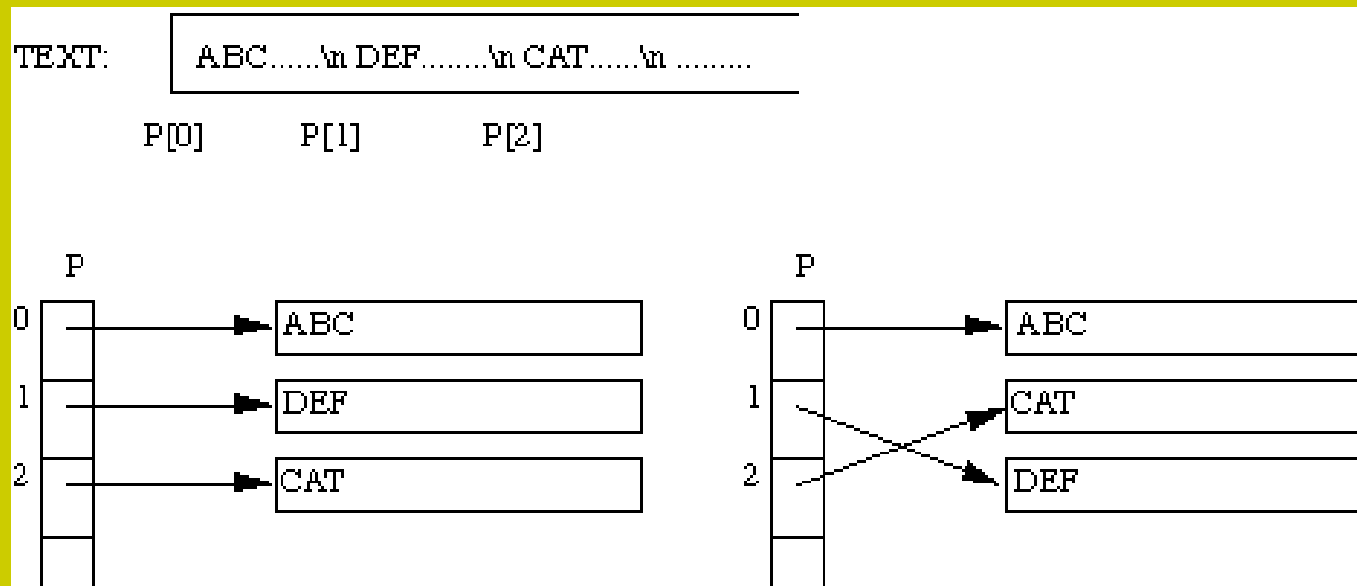 TEXT: ABC......\n DEF........\n CAT......\n .........
P[0] P[1] P[2]
P P
0 ABC 0 ABC
1 DEF 1 CAT
2 CAT 2 DEF